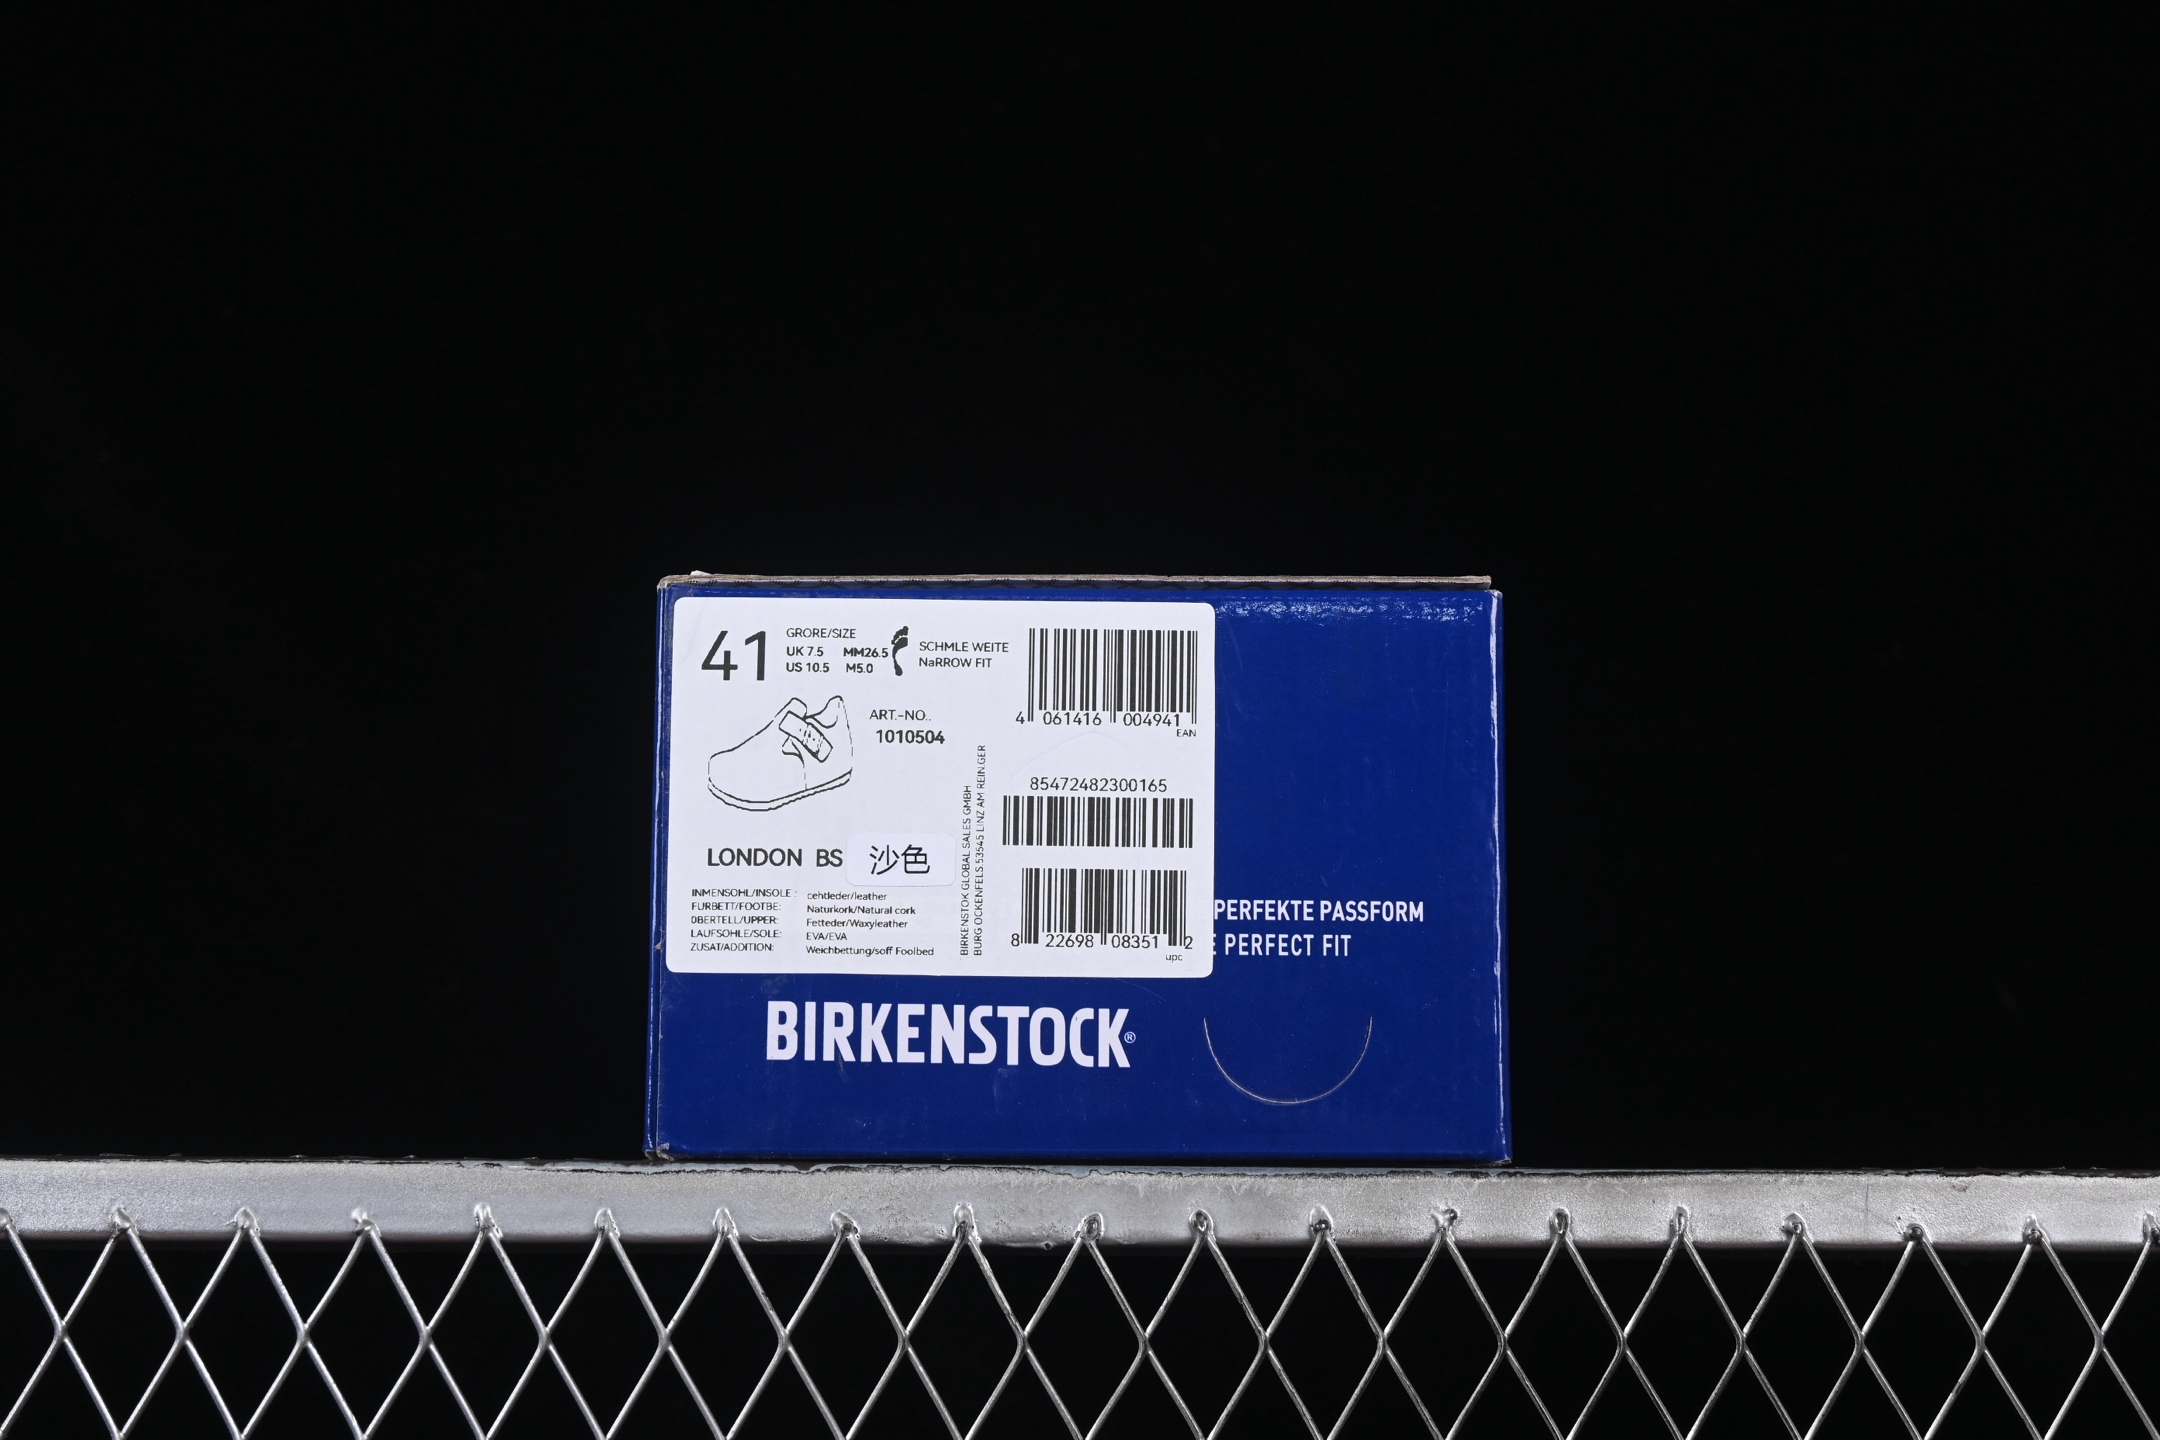 41
GRORE/SIZE
UK 7.5 MM26.5
US 10.5 M5.0
SCHMLE WEITE
NaRROW FIT
4 061416 004941
EAN
ART.-NO..
1010504
85472482300165
LONDON BS 沙色
INMENSOHL/INSOLE : cehtleder/leather
FURBETT/FOOTBE: Naturkork/Natural cork
OBERTELL/UPPER: Fetteder/Waxyleather
LAUFSOHLE/SOLE: EVA/EVA
ZUSAT/ADDITION: Weichbettung/soff Foolbed
BIRKENSTOK GLOBAL SALES GMBH
BURG OCKENFELS.53545 LINZ AM REIN.GER
8 22698 08351 2
upc
PERFEKTE PASSFORM
E PERFECT FIT
BIRKENSTOCK®